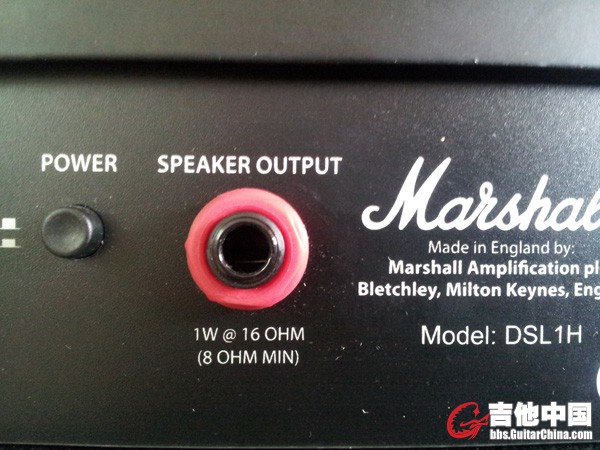 POWER
SPEAKER OUTPUT
1W @ 16 OHM
(8 OHM MIN)
Marshal
Made in England by:
Marshall Amplification pl
Bletchley, Milton Keynes, Eng
Model: DSL1H
吉他中国
bbs.GuitarChina.com